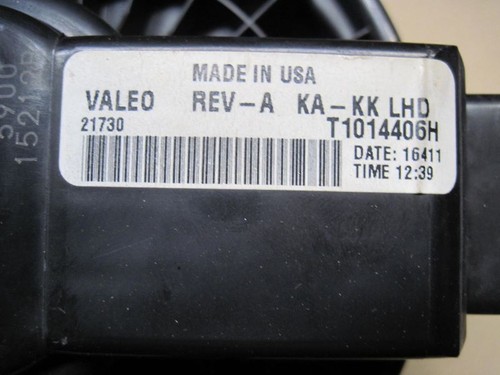 MADE IN USA
VALEO REV-A KA-KK LHD
21730 T1014406H
DATE: 16411
TIME 12:39